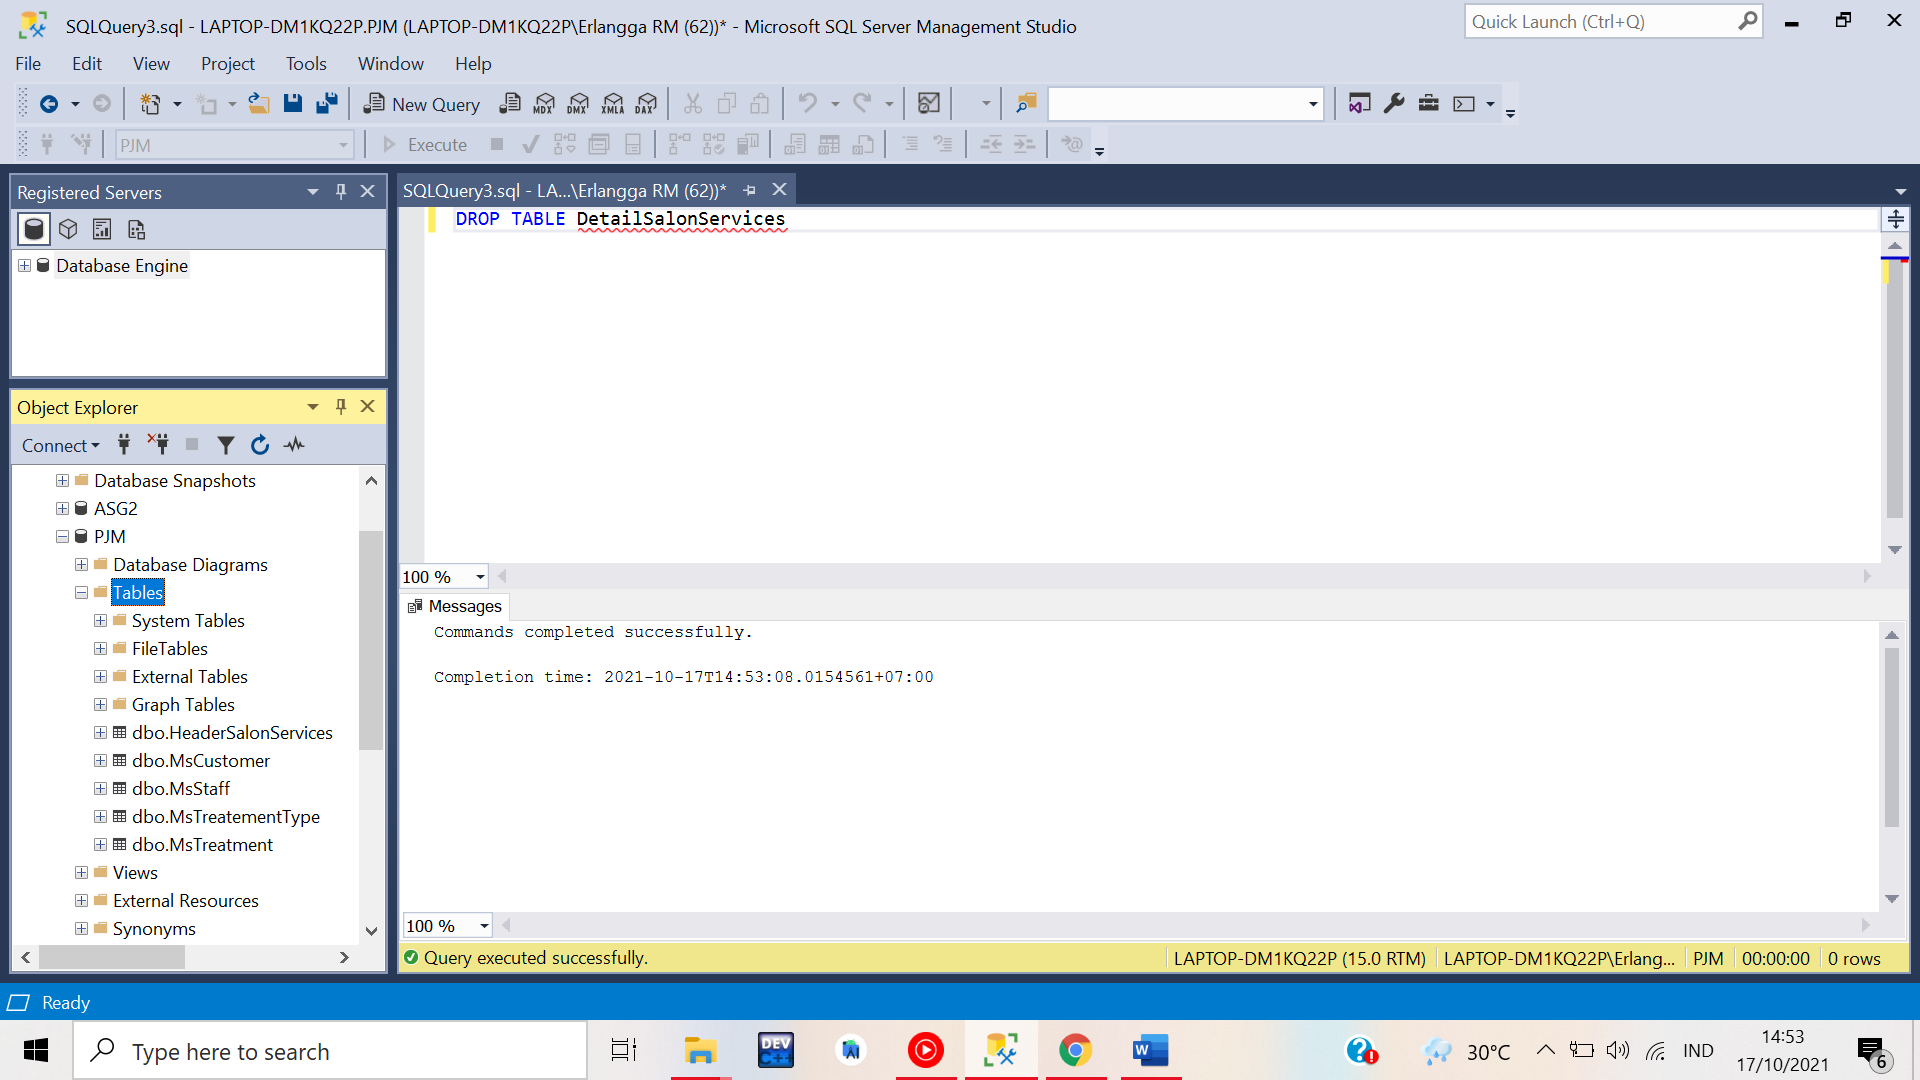 SQLQuery3.sql - LAPTOP-DM1KQ22P.PJM (LAPTOP-DM1KQ22P\Erlangga RM (62))* - Microsoft SQL Server Management Studio
Quick Launch (Ctrl+Q)
File Edit View Project Tools Window Help
New Query MDX DMX XMLA DAX
PJM Execute
Registered Servers
Database Engine
Object Explorer
Connect
Database Snapshots
ASG2
PJM
Database Diagrams
Tables
System Tables
FileTables
External Tables
Graph Tables
dbo.HeaderSalonServices
dbo.MsCustomer
dbo.MsStaff
dbo.MsTreatementType
dbo.MsTreatment
Views
External Resources
Synonyms
SQLQuery3.sql - LA...\Erlangga RM (62))*
DROP TABLE DetailSalonServices
100 %
Messages
Commands completed successfully.
Completion time: 2021-10-17T14:53:08.0154561+07:00
100 %
Query executed successfully. LAPTOP-DM1KQ22P (15.0 RTM) LAPTOP-DM1KQ22P\Erlang... PJM 00:00:00 0 rows
Ready
Type here to search
DEV C++
W
30°C
IND
14:53
17/10/2021
6